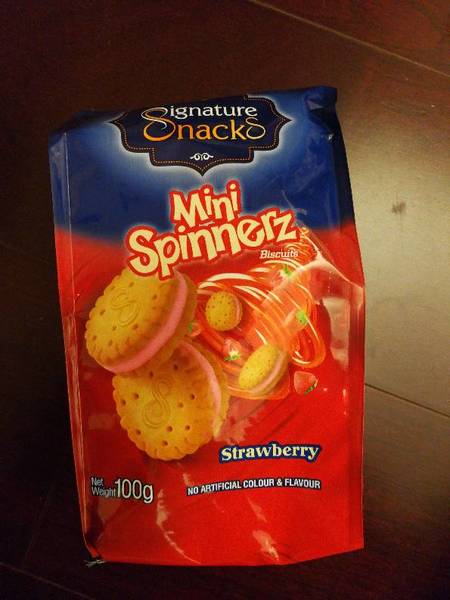 Signature
Snacks
Mini
Spinnerz
Biscuits
Strawberry
Net
Weight 100g
NO ARTIFICIAL COLOUR & FLAVOUR